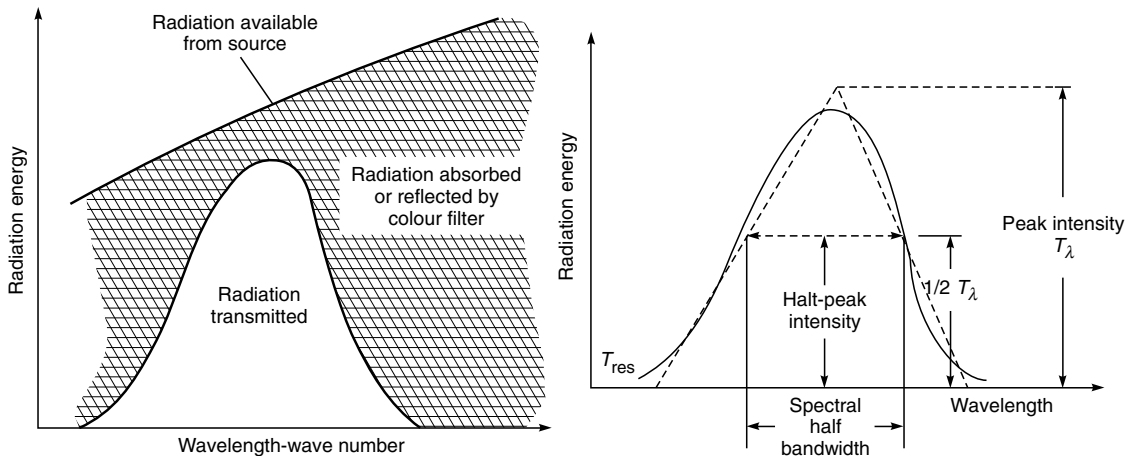 Radiation available
from source
Radiation energy
Radiation absorbed
or reflected by
colour filter
Radiation
transmitted
Wavelength-wave number
Radiation energy
Peak intensity
Tλ
1/2 Tλ
Halt-peak
intensity
Tres
Spectral
half
bandwidth
Wavelength